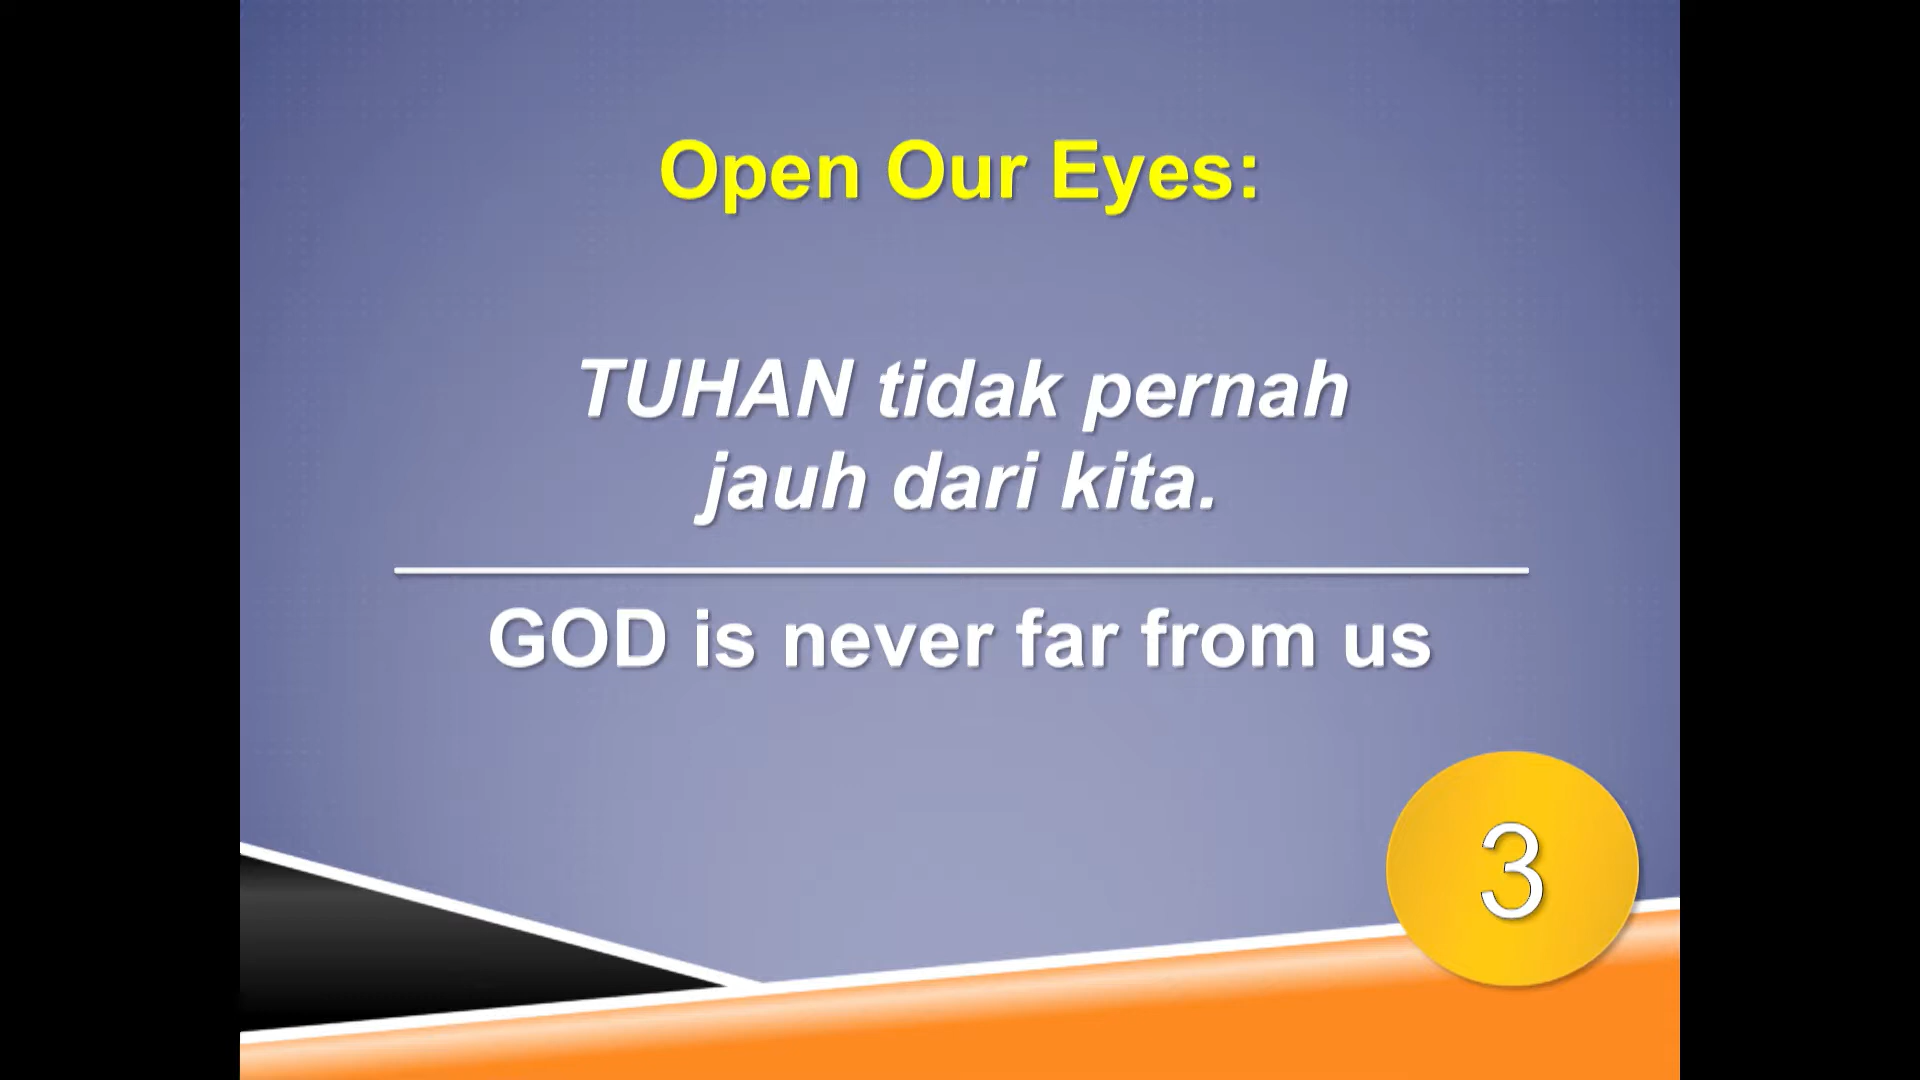 Open Our Eyes:
TUHAN tidak pernah
jauh dari kita.
GOD is never far from us
3